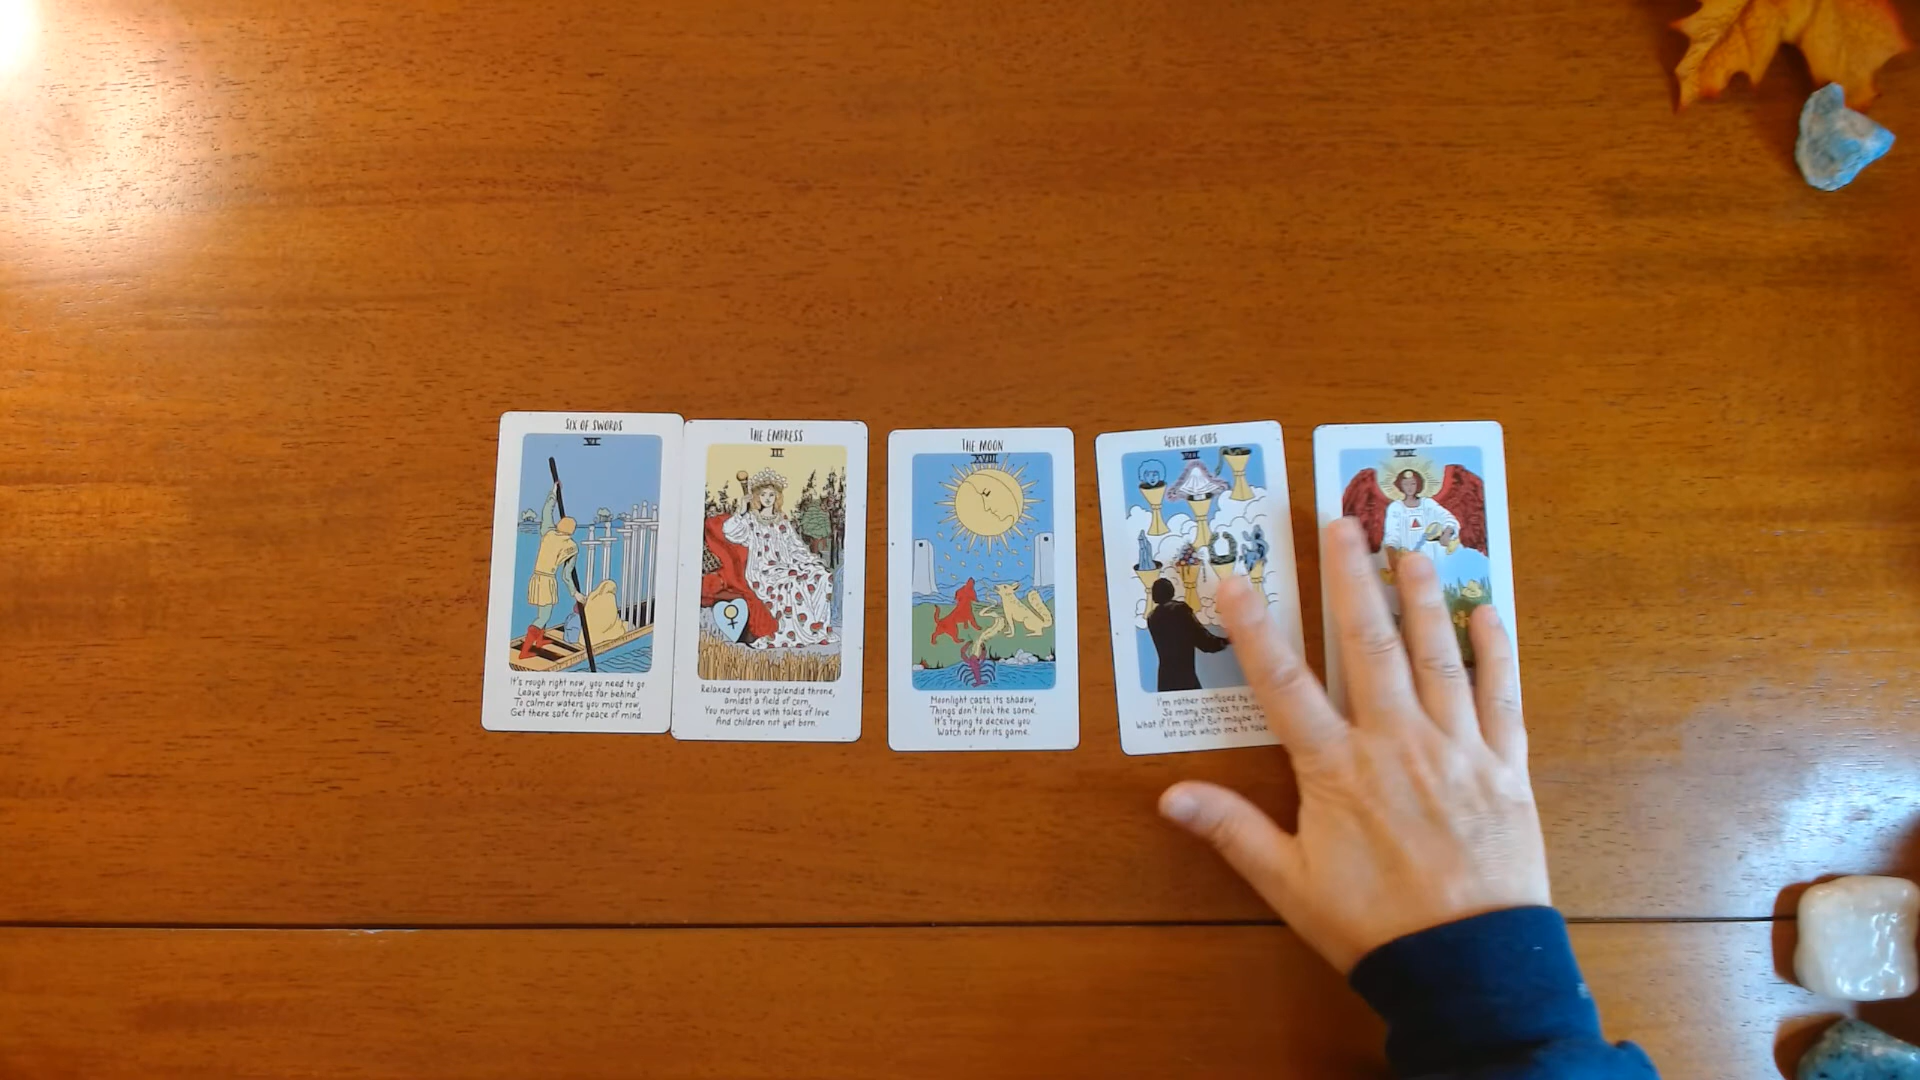 SIX OF SWORDS
VI
It's rough right now, you need to go
Leave your troubles far behind.
To calmer waters you must row,
Get there safe for peace of mind.
THE EMPRESS
III
Relaxed upon your splendid throne,
amidst a field of corn,
You nurture us with tales of love
And children not yet born.
THE MOON
XVIII
Moonlight casts its shadow,
Things don't look the same.
It's trying to deceive you.
Watch out for its game.
SEVEN OF CUPS
VII
I'm rather confused by
So many choices to
What if I'm right? But maybe I'm
Not sure which one to take
TEMPERANCE
XIV